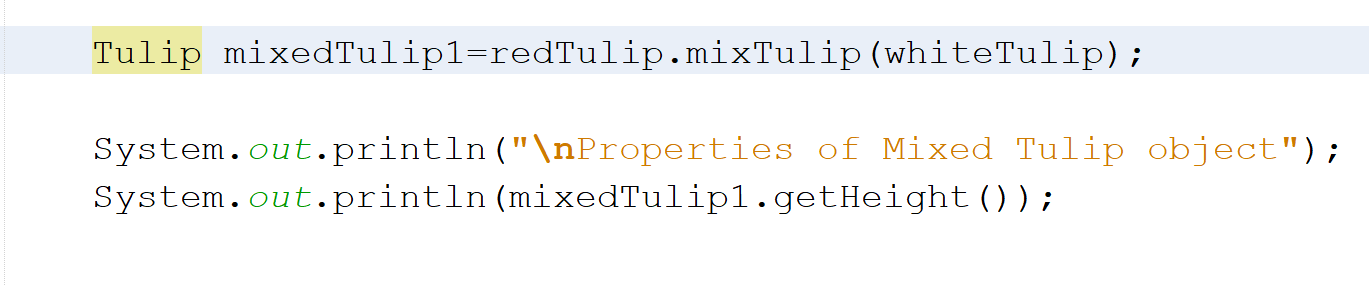 Tulip mixedTulip1=redTulip.mixTulip(whiteTulip);
System.out.println("\nProperties of Mixed Tulip object");
System.out.println(mixedTulip1.getHeight());